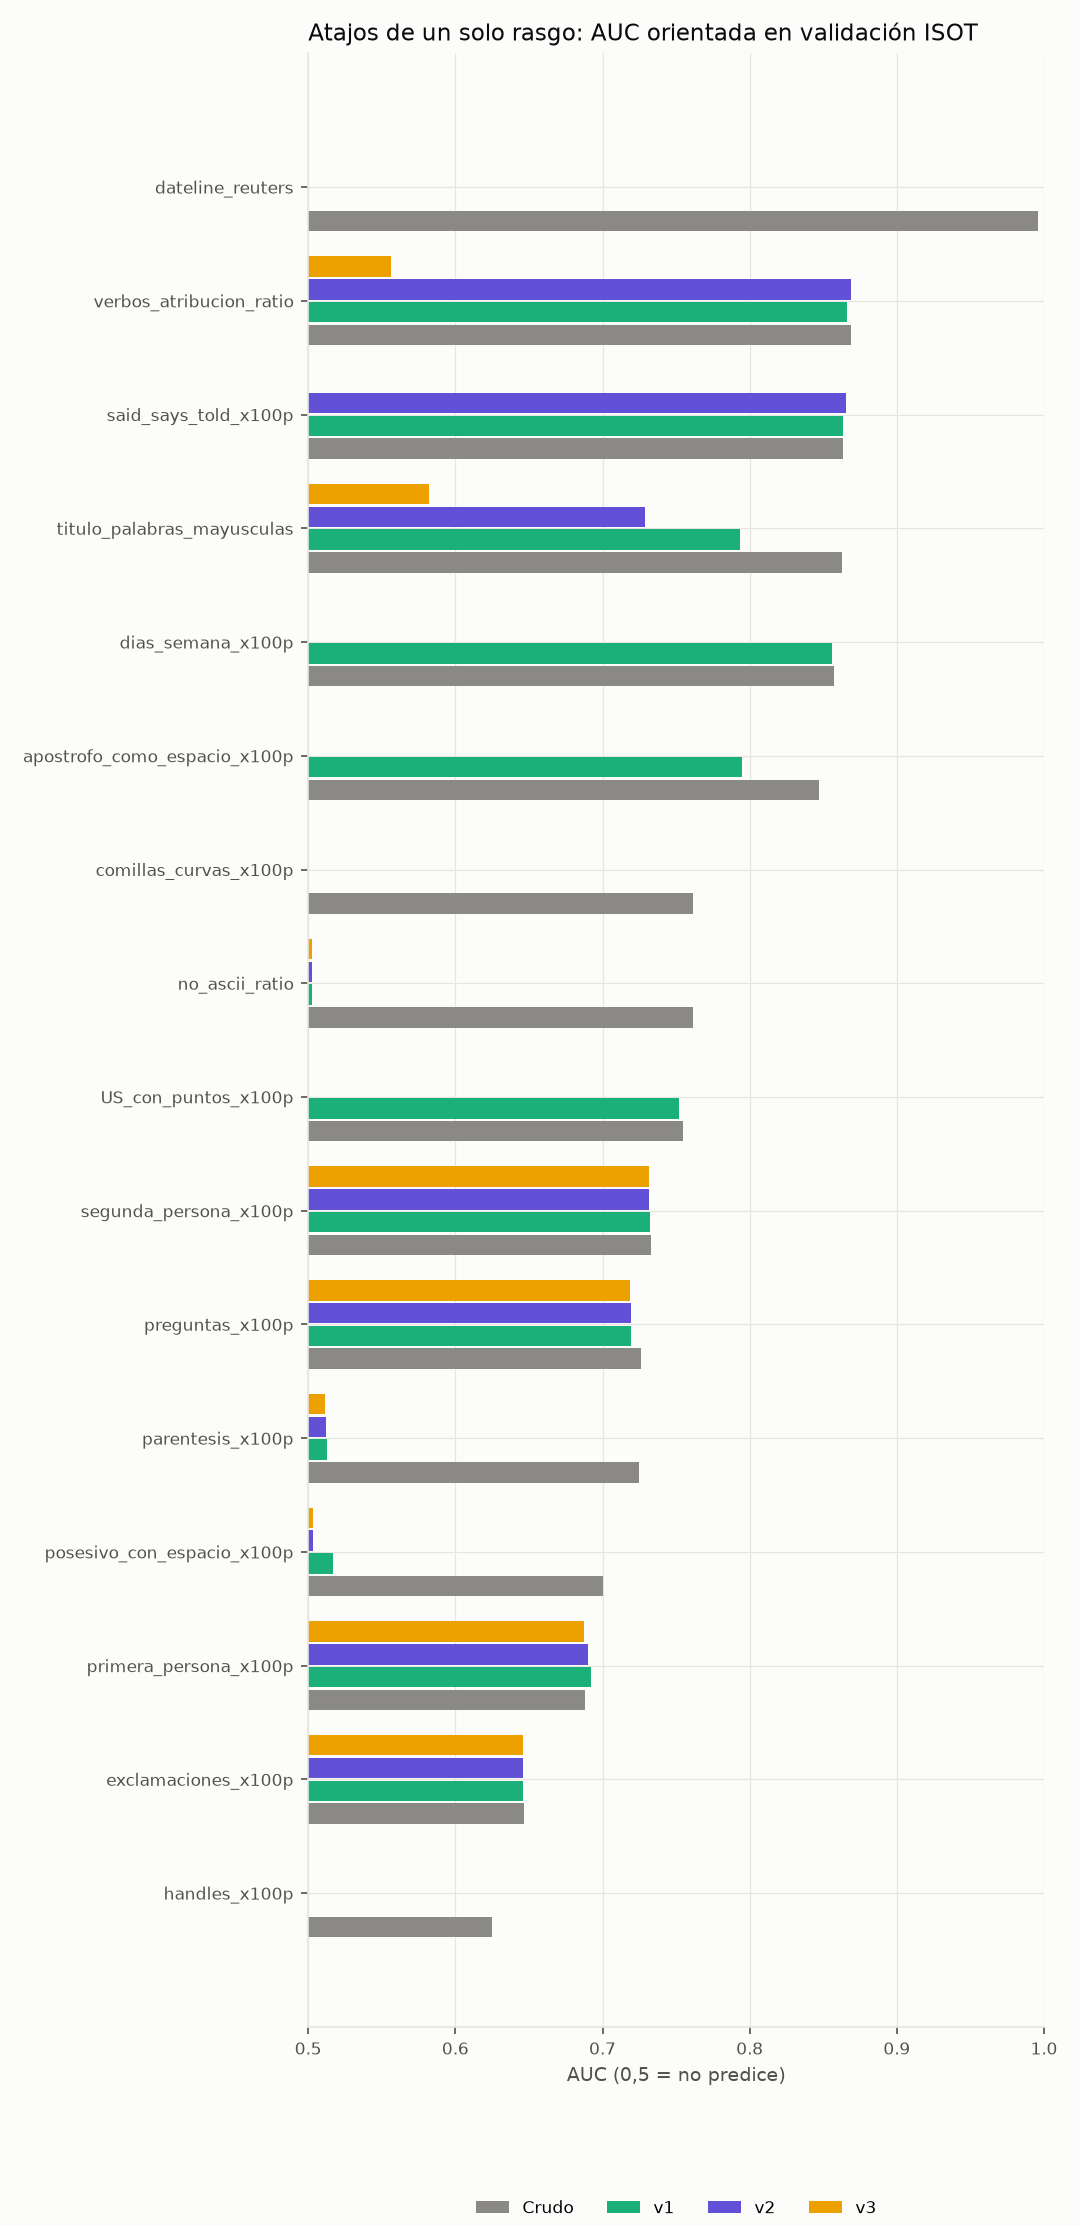 Atajos de un solo rasgo: AUC orientada en validación ISOT
dateline_reuters
verbos_atribucion_ratio
said_says_told_x100p
titulo_palabras_mayusculas
dias_semana_x100p
apostrofo_como_espacio_x100p
comillas_curvas_x100p
no_ascii_ratio
US_con_puntos_x100p
segunda_persona_x100p
preguntas_x100p
parentesis_x100p
posesivo_con_espacio_x100p
primera_persona_x100p
exclamaciones_x100p
handles_x100p
0.5 0.6 0.7 0.8 0.9 1.0
AUC (0,5 = no predice)
Crudo v1 v2 v3